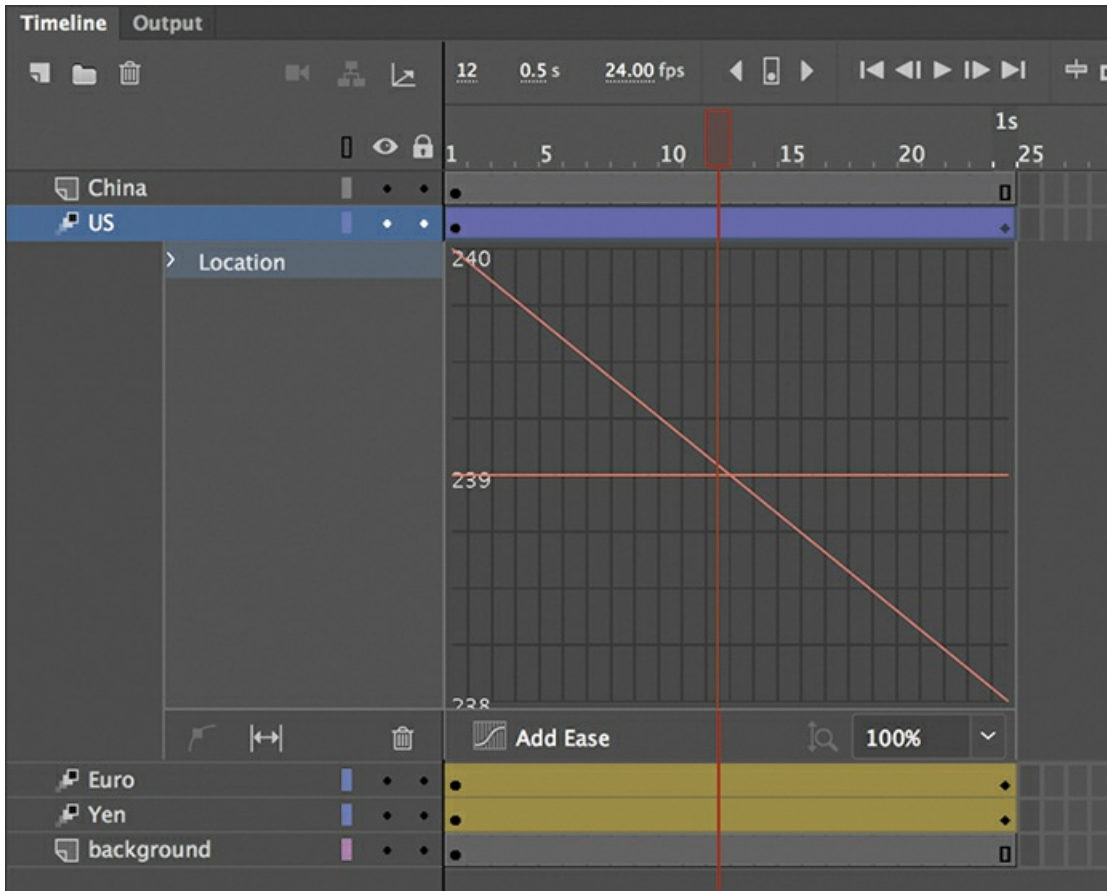 Timeline Output
12 0.5 s 24.00 fps
1s
1 5 10 15 20 25
China
US
Location
240
239
238
Add Ease 100%
Euro
Yen
background